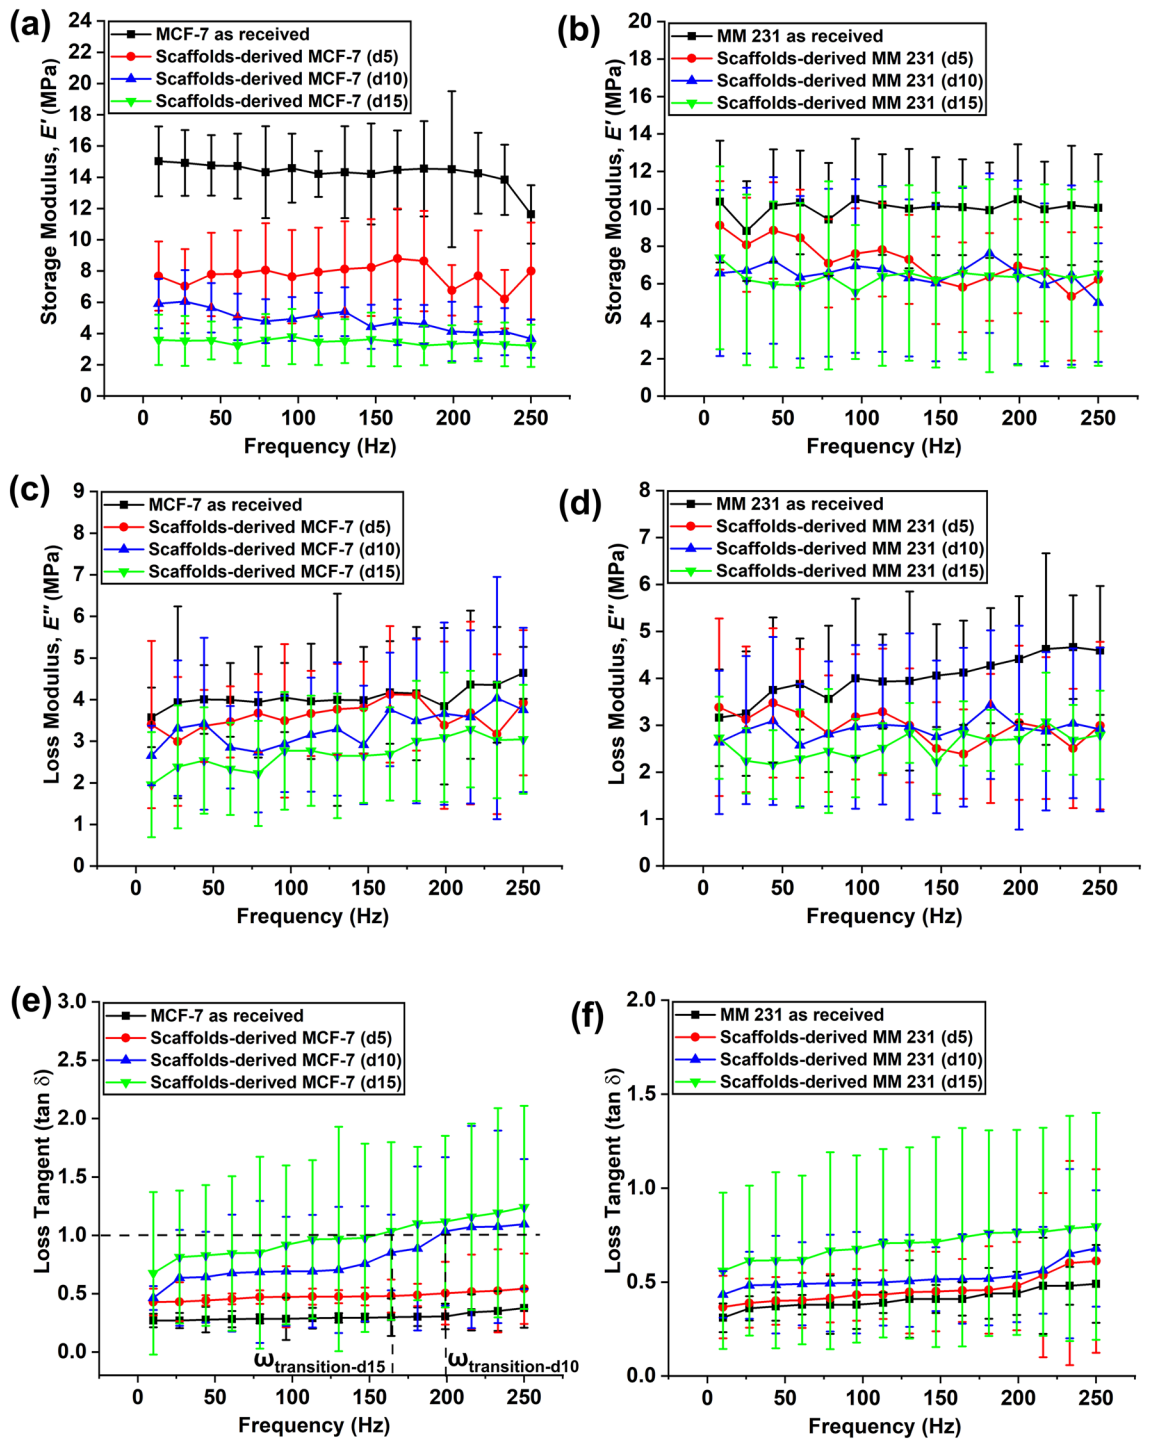 (a)
MCF-7 as received
Scaffolds-derived MCF-7 (d5)
Scaffolds-derived MCF-7 (d10)
Scaffolds-derived MCF-7 (d15)
Storage Modulus, E′ (MPa)
24
22
20
18
16
14
12
10
8
6
4
2
0
0 50 100 150 200 250
Frequency (Hz)
(b)
MM 231 as received
Scaffolds-derived MM 231 (d5)
Scaffolds-derived MM 231 (d10)
Scaffolds-derived MM 231 (d15)
Storage Modulus, E′ (MPa)
20
18
16
14
12
10
8
6
4
2
0
0 50 100 150 200 250
Frequency (Hz)
(c)
MCF-7 as received
Scaffolds-derived MCF-7 (d5)
Scaffolds-derived MCF-7 (d10)
Scaffolds-derived MCF-7 (d15)
Loss Modulus, E″ (MPa)
9
8
7
6
5
4
3
2
1
0
0 50 100 150 200 250
Frequency (Hz)
(d)
MM 231 as received
Scaffolds-derived MM 231 (d5)
Scaffolds-derived MM 231 (d10)
Scaffolds-derived MM 231 (d15)
Loss Modulus, E″ (MPa)
8
7
6
5
4
3
2
1
0
0 50 100 150 200 250
Frequency (Hz)
(e)
MCF-7 as received
Scaffolds-derived MCF-7 (d5)
Scaffolds-derived MCF-7 (d10)
Scaffolds-derived MCF-7 (d15)
Loss Tangent (tan δ)
3.0
2.5
2.0
1.5
1.0
0.5
0.0
ωtransition-d15
ωtransition-d10
0 50 100 150 200 250
Frequency (Hz)
(f)
MM 231 as received
Scaffolds-derived MM 231 (d5)
Scaffolds-derived MM 231 (d10)
Scaffolds-derived MM 231 (d15)
Loss Tangent (tan δ)
2.0
1.5
1.0
0.5
0.0
0 50 100 150 200 250
Frequency (Hz)